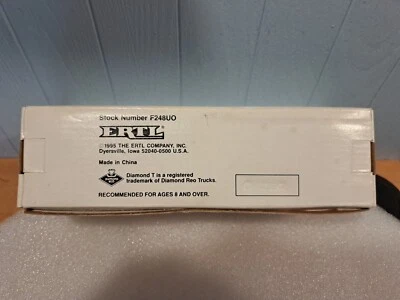 Stock Number F248UO
ERTL
©1995 THE ERTL COMPANY, INC.
Dyersville, Iowa 52040-0500 U.S.A.
Made in China
Diamond T is a registered
trademark of Diamond Reo Trucks.
RECOMMENDED FOR AGES 8 AND OVER.